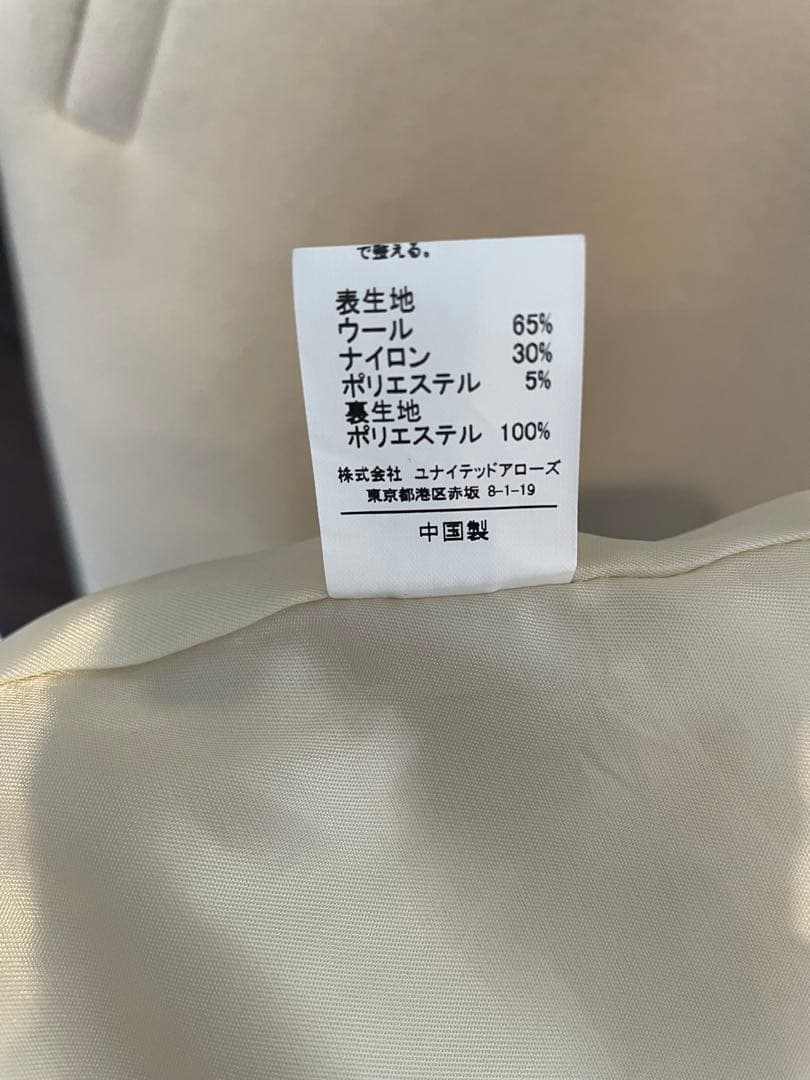 で整える。
表生地
ウール 65%
ナイロン 30%
ポリエステル 5%
裏生地
ポリエステル 100%
株式会社 ユナイテッドアローズ
東京都港区赤坂 8-1-19
中国製